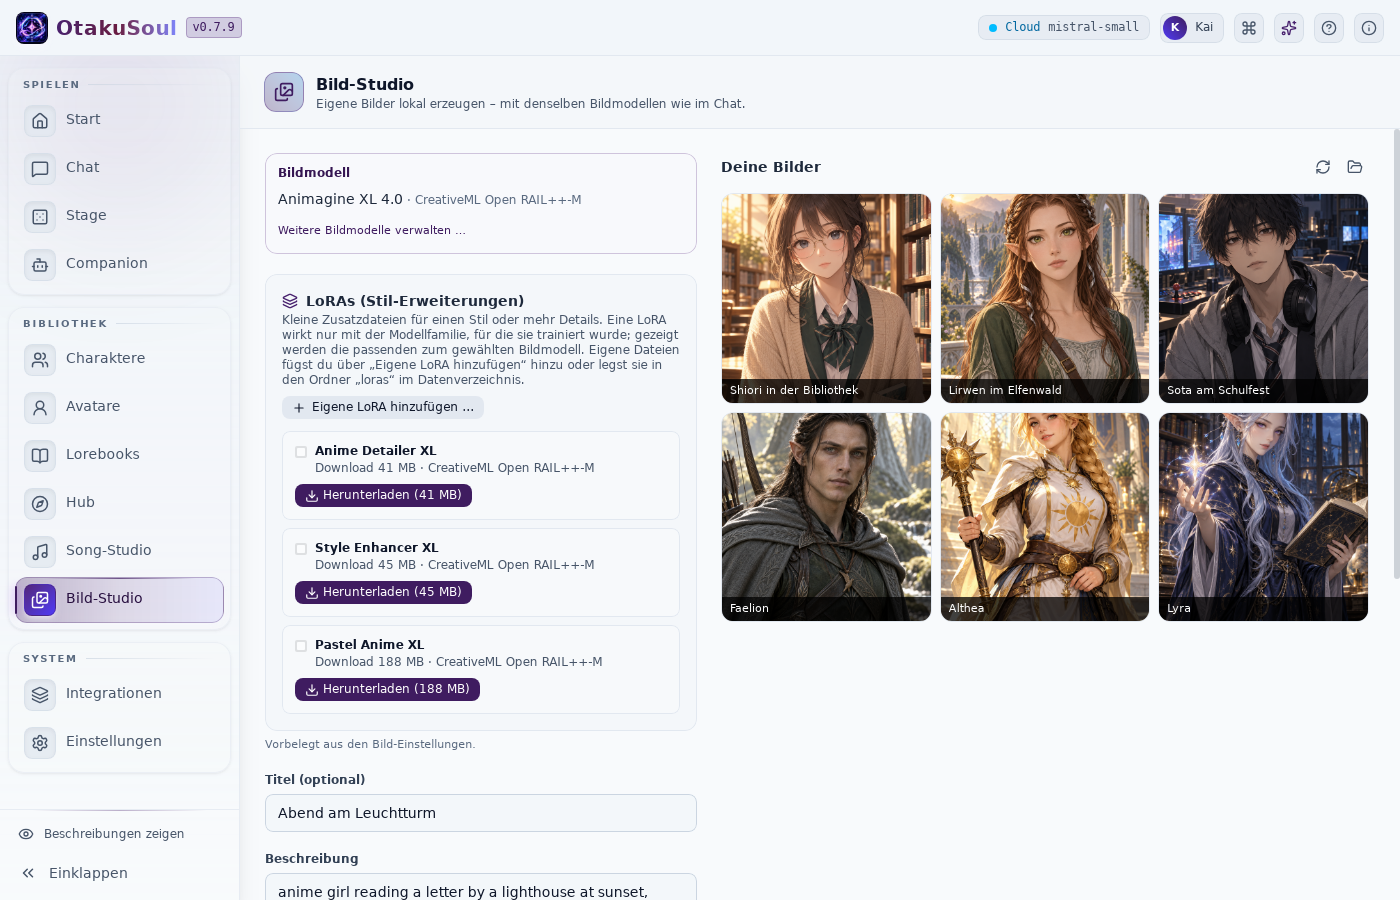 OtakuSoul v0.7.9
Cloud mistral-small
K Kai
SPIELEN
Start
Chat
Stage
Companion
BIBLIOTHEK
Charaktere
Avatare
Lorebooks
Hub
Song-Studio
Bild-Studio
SYSTEM
Integrationen
Einstellungen
Beschreibungen zeigen
Einklappen
Bild-Studio
Eigene Bilder lokal erzeugen – mit denselben Bildmodellen wie im Chat.
Bildmodell
Animagine XL 4.0 · CreativeML Open RAIL++-M
Weitere Bildmodelle verwalten …
LoRAs (Stil-Erweiterungen)
Kleine Zusatzdateien für einen Stil oder mehr Details. Eine LoRA
wirkt nur mit der Modellfamilie, für die sie trainiert wurde; gezeigt
werden die passenden zum gewählten Bildmodell. Eigene Dateien
fügst du über „Eigene LoRA hinzufügen“ hinzu oder legst sie in
den Ordner „loras“ im Datenverzeichnis.
Eigene LoRA hinzufügen …
Anime Detailer XL
Download 41 MB · CreativeML Open RAIL++-M
Herunterladen (41 MB)
Style Enhancer XL
Download 45 MB · CreativeML Open RAIL++-M
Herunterladen (45 MB)
Pastel Anime XL
Download 188 MB · CreativeML Open RAIL++-M
Herunterladen (188 MB)
Vorbelegt aus den Bild-Einstellungen.
Titel (optional)
Abend am Leuchtturm
Beschreibung
anime girl reading a letter by a lighthouse at sunset,
Deine Bilder
Shiori in der Bibliothek
Lirwen im Elfenwald
Sota am Schulfest
Faelion
Althea
Lyra